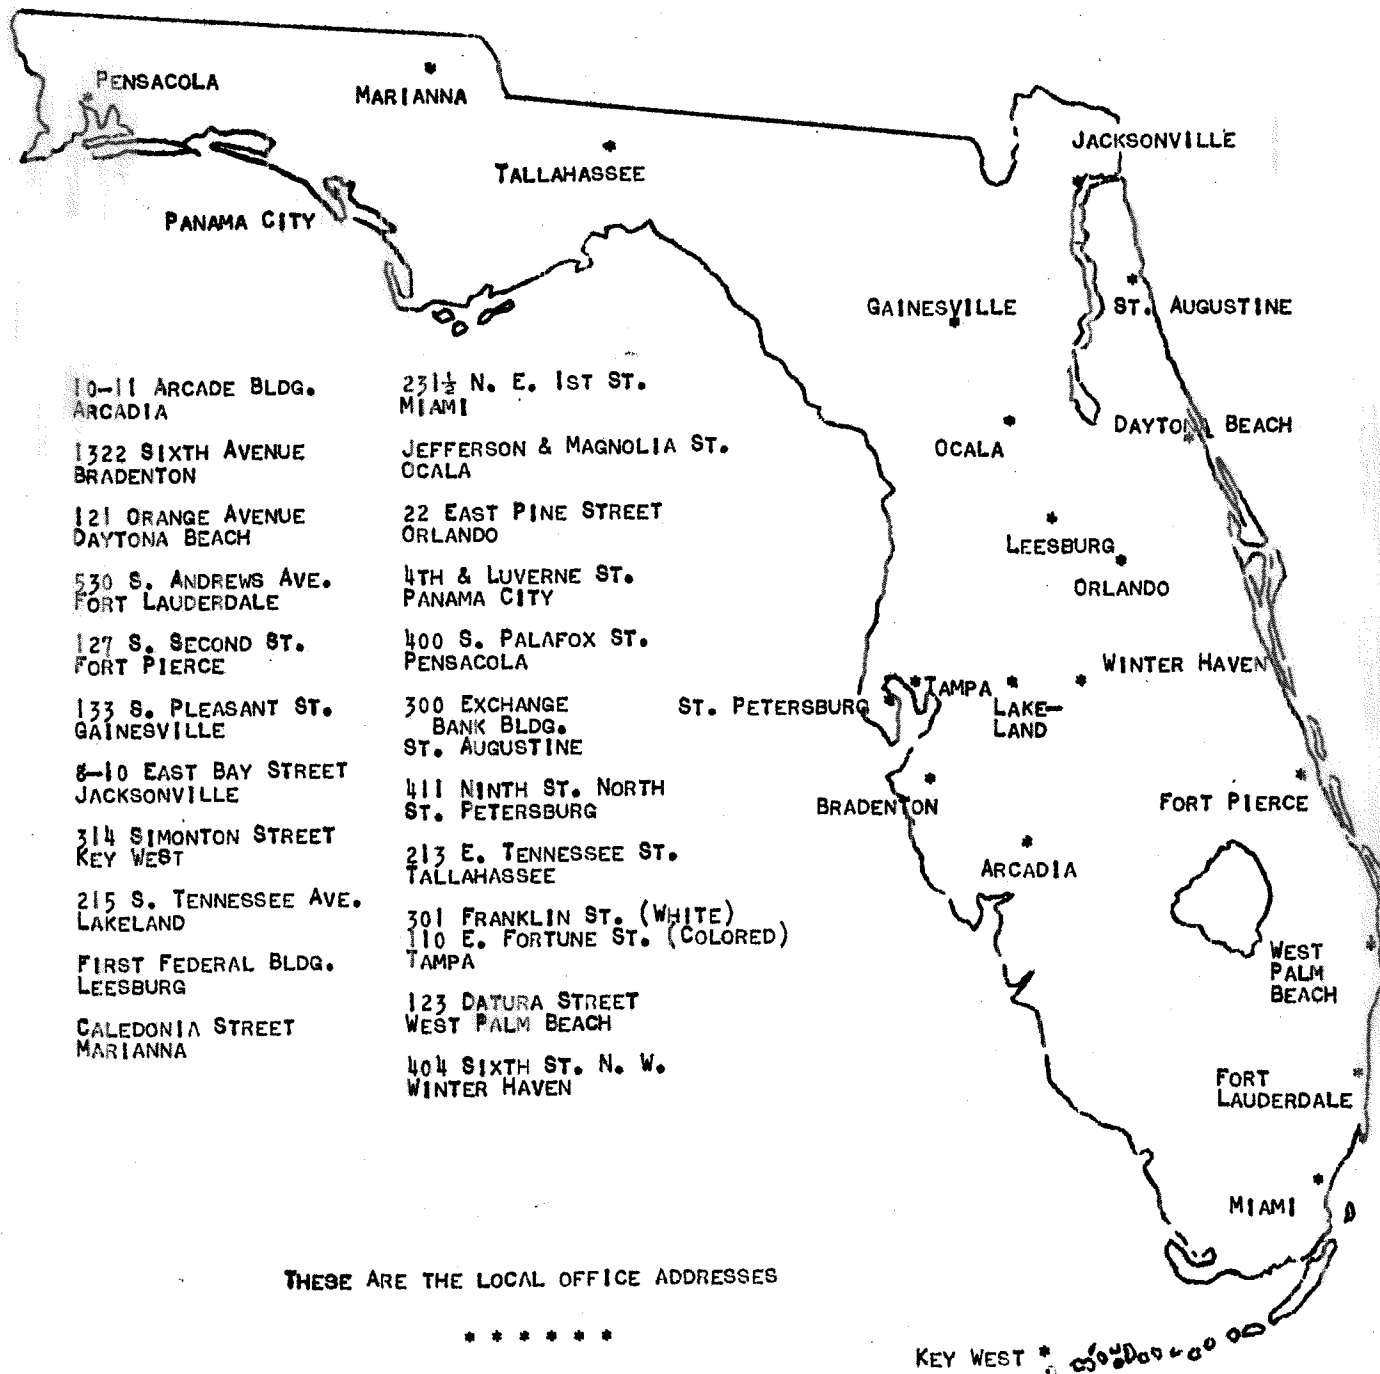 PENSACOLA
MARIANNA
TALLAHASSEE
JACKSONVILLE
PANAMA CITY
GAINESVILLE
ST. AUGUSTINE
OCALA
DAYTONA BEACH
LEESBURG
ORLANDO
WINTER HAVEN
ST. PETERSBURG
TAMPA
LAKE-
LAND
BRADENTON
FORT PIERCE
ARCADIA
WEST
PALM
BEACH
FORT
LAUDERDALE
MIAMI
KEY WEST
10-11 ARCADE BLDG.
ARCADIA
1322 SIXTH AVENUE
BRADENTON
121 ORANGE AVENUE
DAYTONA BEACH
530 S. ANDREWS AVE.
FORT LAUDERDALE
127 S. SECOND ST.
FORT PIERCE
133 S. PLEASANT ST.
GAINESVILLE
8-10 EAST BAY STREET
JACKSONVILLE
314 SIMONTON STREET
KEY WEST
215 S. TENNESSEE AVE.
LAKELAND
FIRST FEDERAL BLDG.
LEESBURG
CALEDONIA STREET
MARIANNA
231½ N. E. 1ST ST.
MIAMI
JEFFERSON & MAGNOLIA ST.
OCALA
22 EAST PINE STREET
ORLANDO
4TH & LUVERNE ST.
PANAMA CITY
400 S. PALAFOX ST.
PENSACOLA
300 EXCHANGE
BANK BLDG.
ST. AUGUSTINE
411 NINTH ST. NORTH
ST. PETERSBURG
213 E. TENNESSEE ST.
TALLAHASSEE
301 FRANKLIN ST. (WHITE)
110 E. FORTUNE ST. (COLORED)
TAMPA
123 DATURA STREET
WEST PALM BEACH
404 SIXTH ST. N. W.
WINTER HAVEN
THESE ARE THE LOCAL OFFICE ADDRESSES
* * * * * *